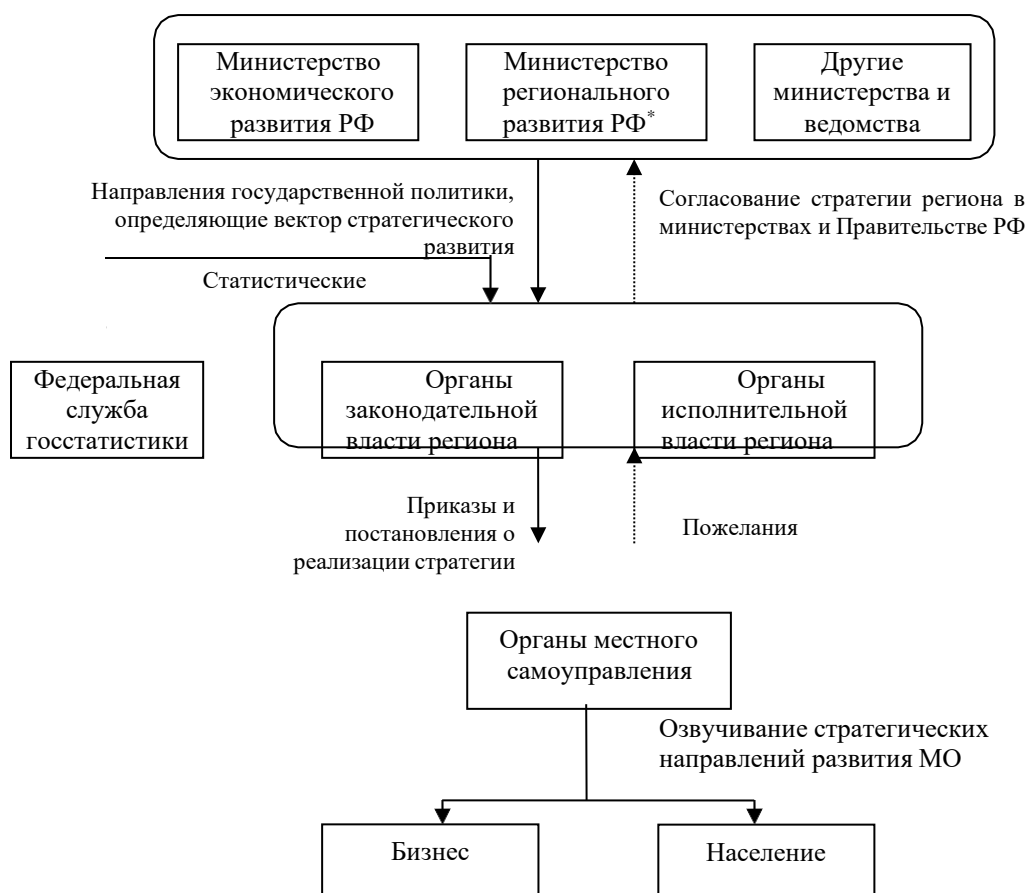 Министерство
экономического
развития РФ
Министерство
регионального
развития РФ*
Другие
министерства и
ведомства
Направления государственной политики,
определяющие вектор стратегического
развития
Согласование стратегии региона в
министерствах и Правительстве РФ
Статистические
Федеральная
служба
госстатистики
Органы
законодательной
власти региона
Органы
исполнительной
власти региона
Приказы и
постановления о
реализации стратегии
Пожелания
Органы местного
самоуправления
Озвучивание стратегических
направлений развития МО
Бизнес
Население